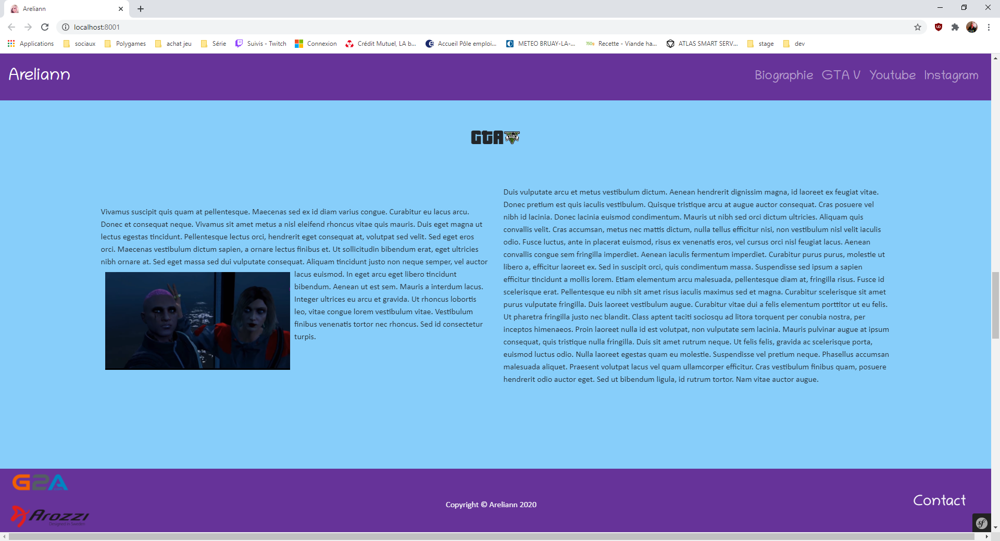 Areliann
localhost:8001
Applications
sociaux
Polygames
achat jeu
Série
Suivis - Twitch
Connexion
Crédit Mutuel, LA b...
Accueil Pôle emploi...
METEO BRUAY-LA-...
750g
Recette - Viande ha...
ATLAS SMART SERV...
stage
dev
Areliann
Biographie GTA V Youtube Instagram
GTA V
Vivamus suscipit quis quam at pellentesque. Maecenas sed ex id diam varius congue. Curabitur eu lacus arcu.
Donec et consequat neque. Vivamus sit amet metus a nisl eleifend rhoncus vitae quis mauris. Duis eget magna ut
lectus egestas tincidunt. Pellentesque lectus orci, hendrerit eget consequat at, volutpat sed velit. Sed eget eros
orci. Maecenas vestibulum dictum sapien, a ornare lectus finibus et. Ut sollicitudin bibendum erat, eget ultricies
nibh ornare at. Sed eget massa sed dui vulputate consequat. Aliquam tincidunt justo non neque semper, vel auctor
lacus euismod. In eget arcu eget libero tincidunt
bibendum. Aenean ut est sem. Mauris a interdum lacus.
Integer ultrices eu arcu et gravida. Ut rhoncus lobortis
leo, vitae congue lorem vestibulum vitae. Vestibulum
finibus venenatis tortor nec rhoncus. Sed id consectetur
turpis.
Duis vulputate arcu et metus vestibulum dictum. Aenean hendrerit dignissim magna, id laoreet ex feugiat vitae.
Donec pretium est quis iaculis vestibulum. Quisque tristique arcu at augue auctor consequat. Cras posuere vel
nibh id lacinia. Donec lacinia euismod condimentum. Mauris ut nibh sed orci dictum ultricies. Aliquam quis
convallis velit. Cras accumsan, metus nec mattis dictum, nulla tellus efficitur nisi, non vestibulum nisl velit iaculis
odio. Fusce luctus, ante in placerat euismod, risus ex venenatis eros, vel cursus orci nisl feugiat lacus. Aenean
convallis congue sem fringilla imperdiet. Aenean iaculis fermentum imperdiet. Curabitur purus purus, molestie ut
libero a, efficitur laoreet ex. Sed in suscipit orci, quis condimentum massa. Suspendisse sed ipsum a sapien
efficitur tincidunt a mollis lorem. Etiam elementum arcu malesuada, pellentesque diam at, fringilla risus. Fusce id
scelerisque erat. Pellentesque eu nibh sit amet risus iaculis maximus sed et magna. Curabitur scelerisque sit amet
purus vulputate fringilla. Duis laoreet vestibulum augue. Curabitur vitae dui a felis elementum porttitor ut eu felis.
Ut pharetra fringilla justo nec blandit. Class aptent taciti sociosqu ad litora torquent per conubia nostra, per
inceptos himenaeos. Proin laoreet nulla id est volutpat, non vulputate sem lacinia. Mauris pulvinar augue at ipsum
consequat, quis tristique nulla fringilla. Duis sit amet rutrum neque. Ut felis felis, gravida ac scelerisque porta,
euismod luctus odio. Nulla laoreet egestas quam eu molestie. Suspendisse vel pretium neque. Phasellus accumsan
malesuada aliquet. Praesent volutpat lacus vel quam ullamcorper efficitur. Cras vestibulum finibus quam, posuere
hendrerit odio auctor eget. Sed ut bibendum ligula, id rutrum tortor. Nam vitae auctor augue.
G2A
.COM
Arozzi
Designed in Sweden
Copyright © Areliann 2020
Contact
sf